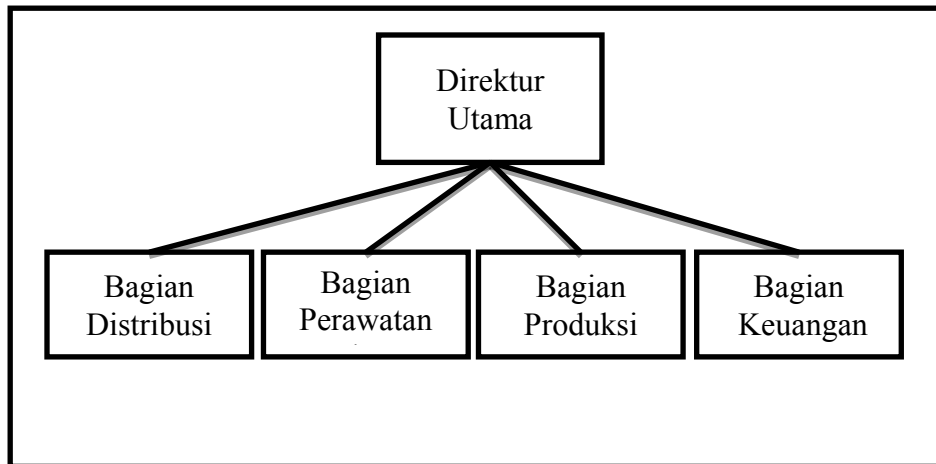 Direktur
Utama
Bagian
Distribusi
Bagian
Perawatan
Bagian
Produksi
Bagian
Keuangan